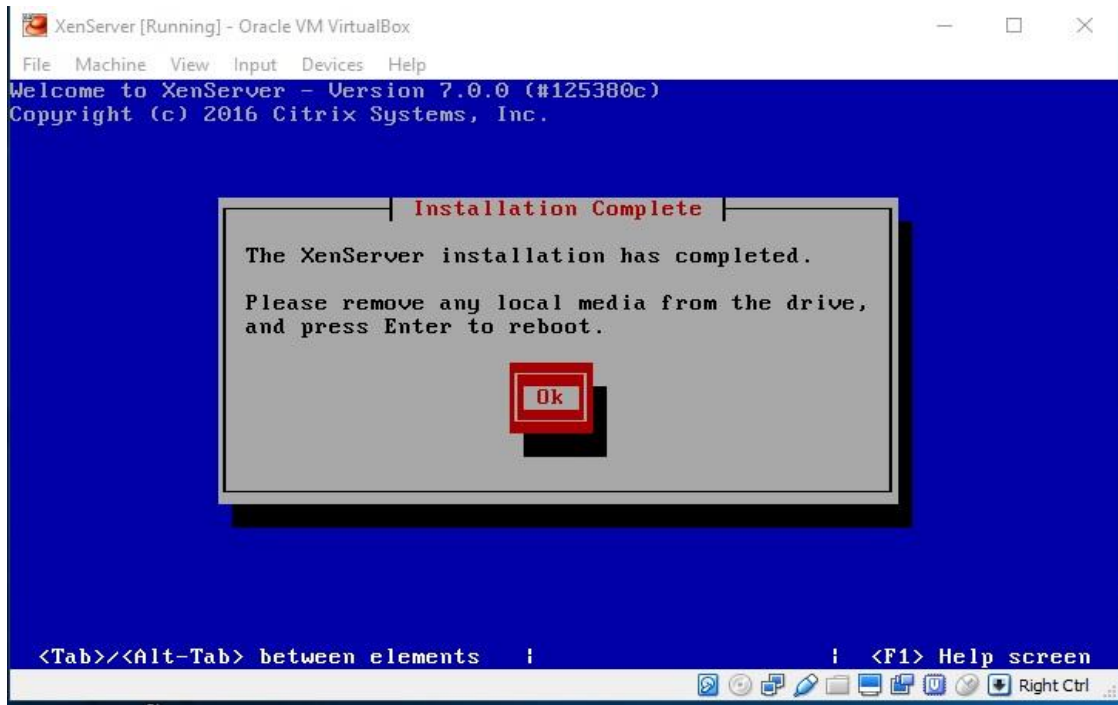 XenServer [Running] - Oracle VM VirtualBox
File Machine View Input Devices Help
Welcome to XenServer - Version 7.0.0 (#125380c)
Copyright (c) 2016 Citrix Systems, Inc.
Installation Complete
The XenServer installation has completed.
Please remove any local media from the drive,
and press Enter to reboot.
Ok
<Tab>/<Alt-Tab> between elements | | <F1> Help screen
Right Ctrl